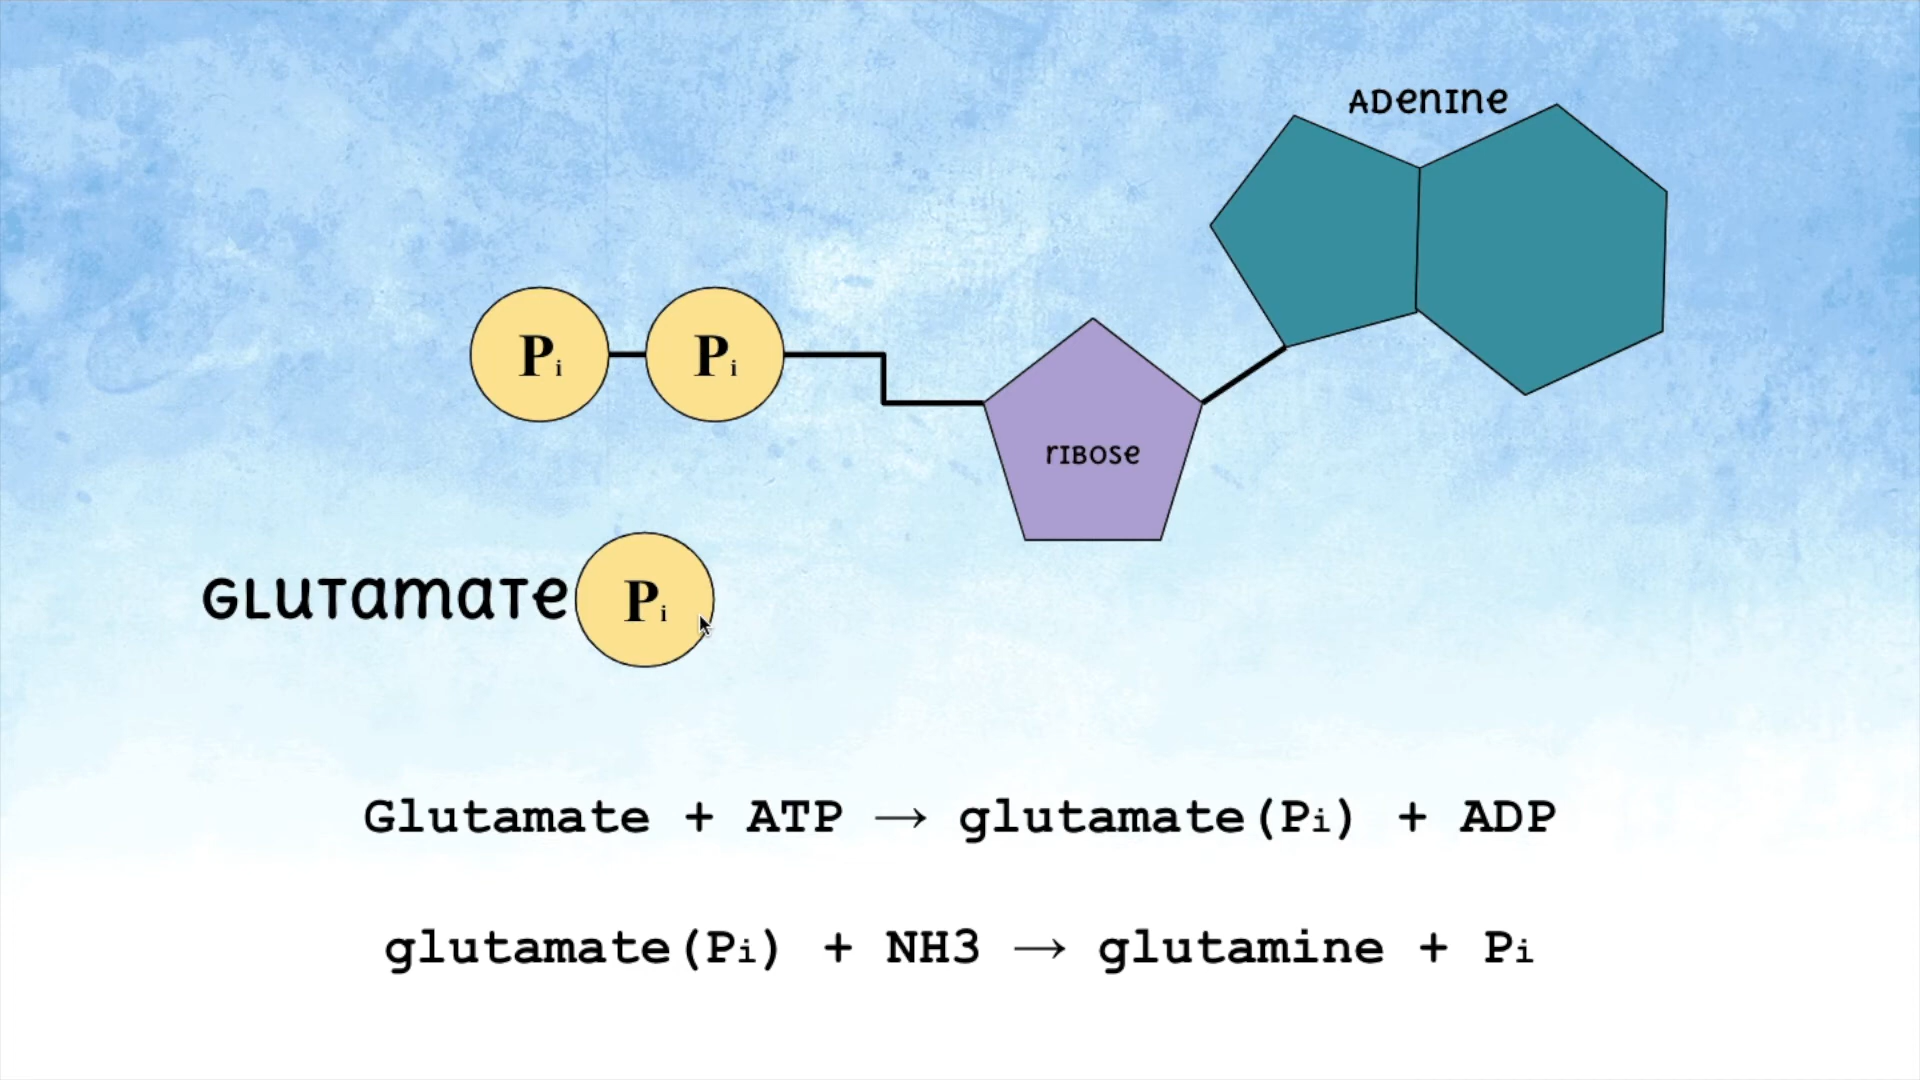 Adenine
Pi Pi
ribose
Glutamate Pi
Glutamate + ATP → glutamate(Pi) + ADP
glutamate(Pi) + NH3 → glutamine + Pi